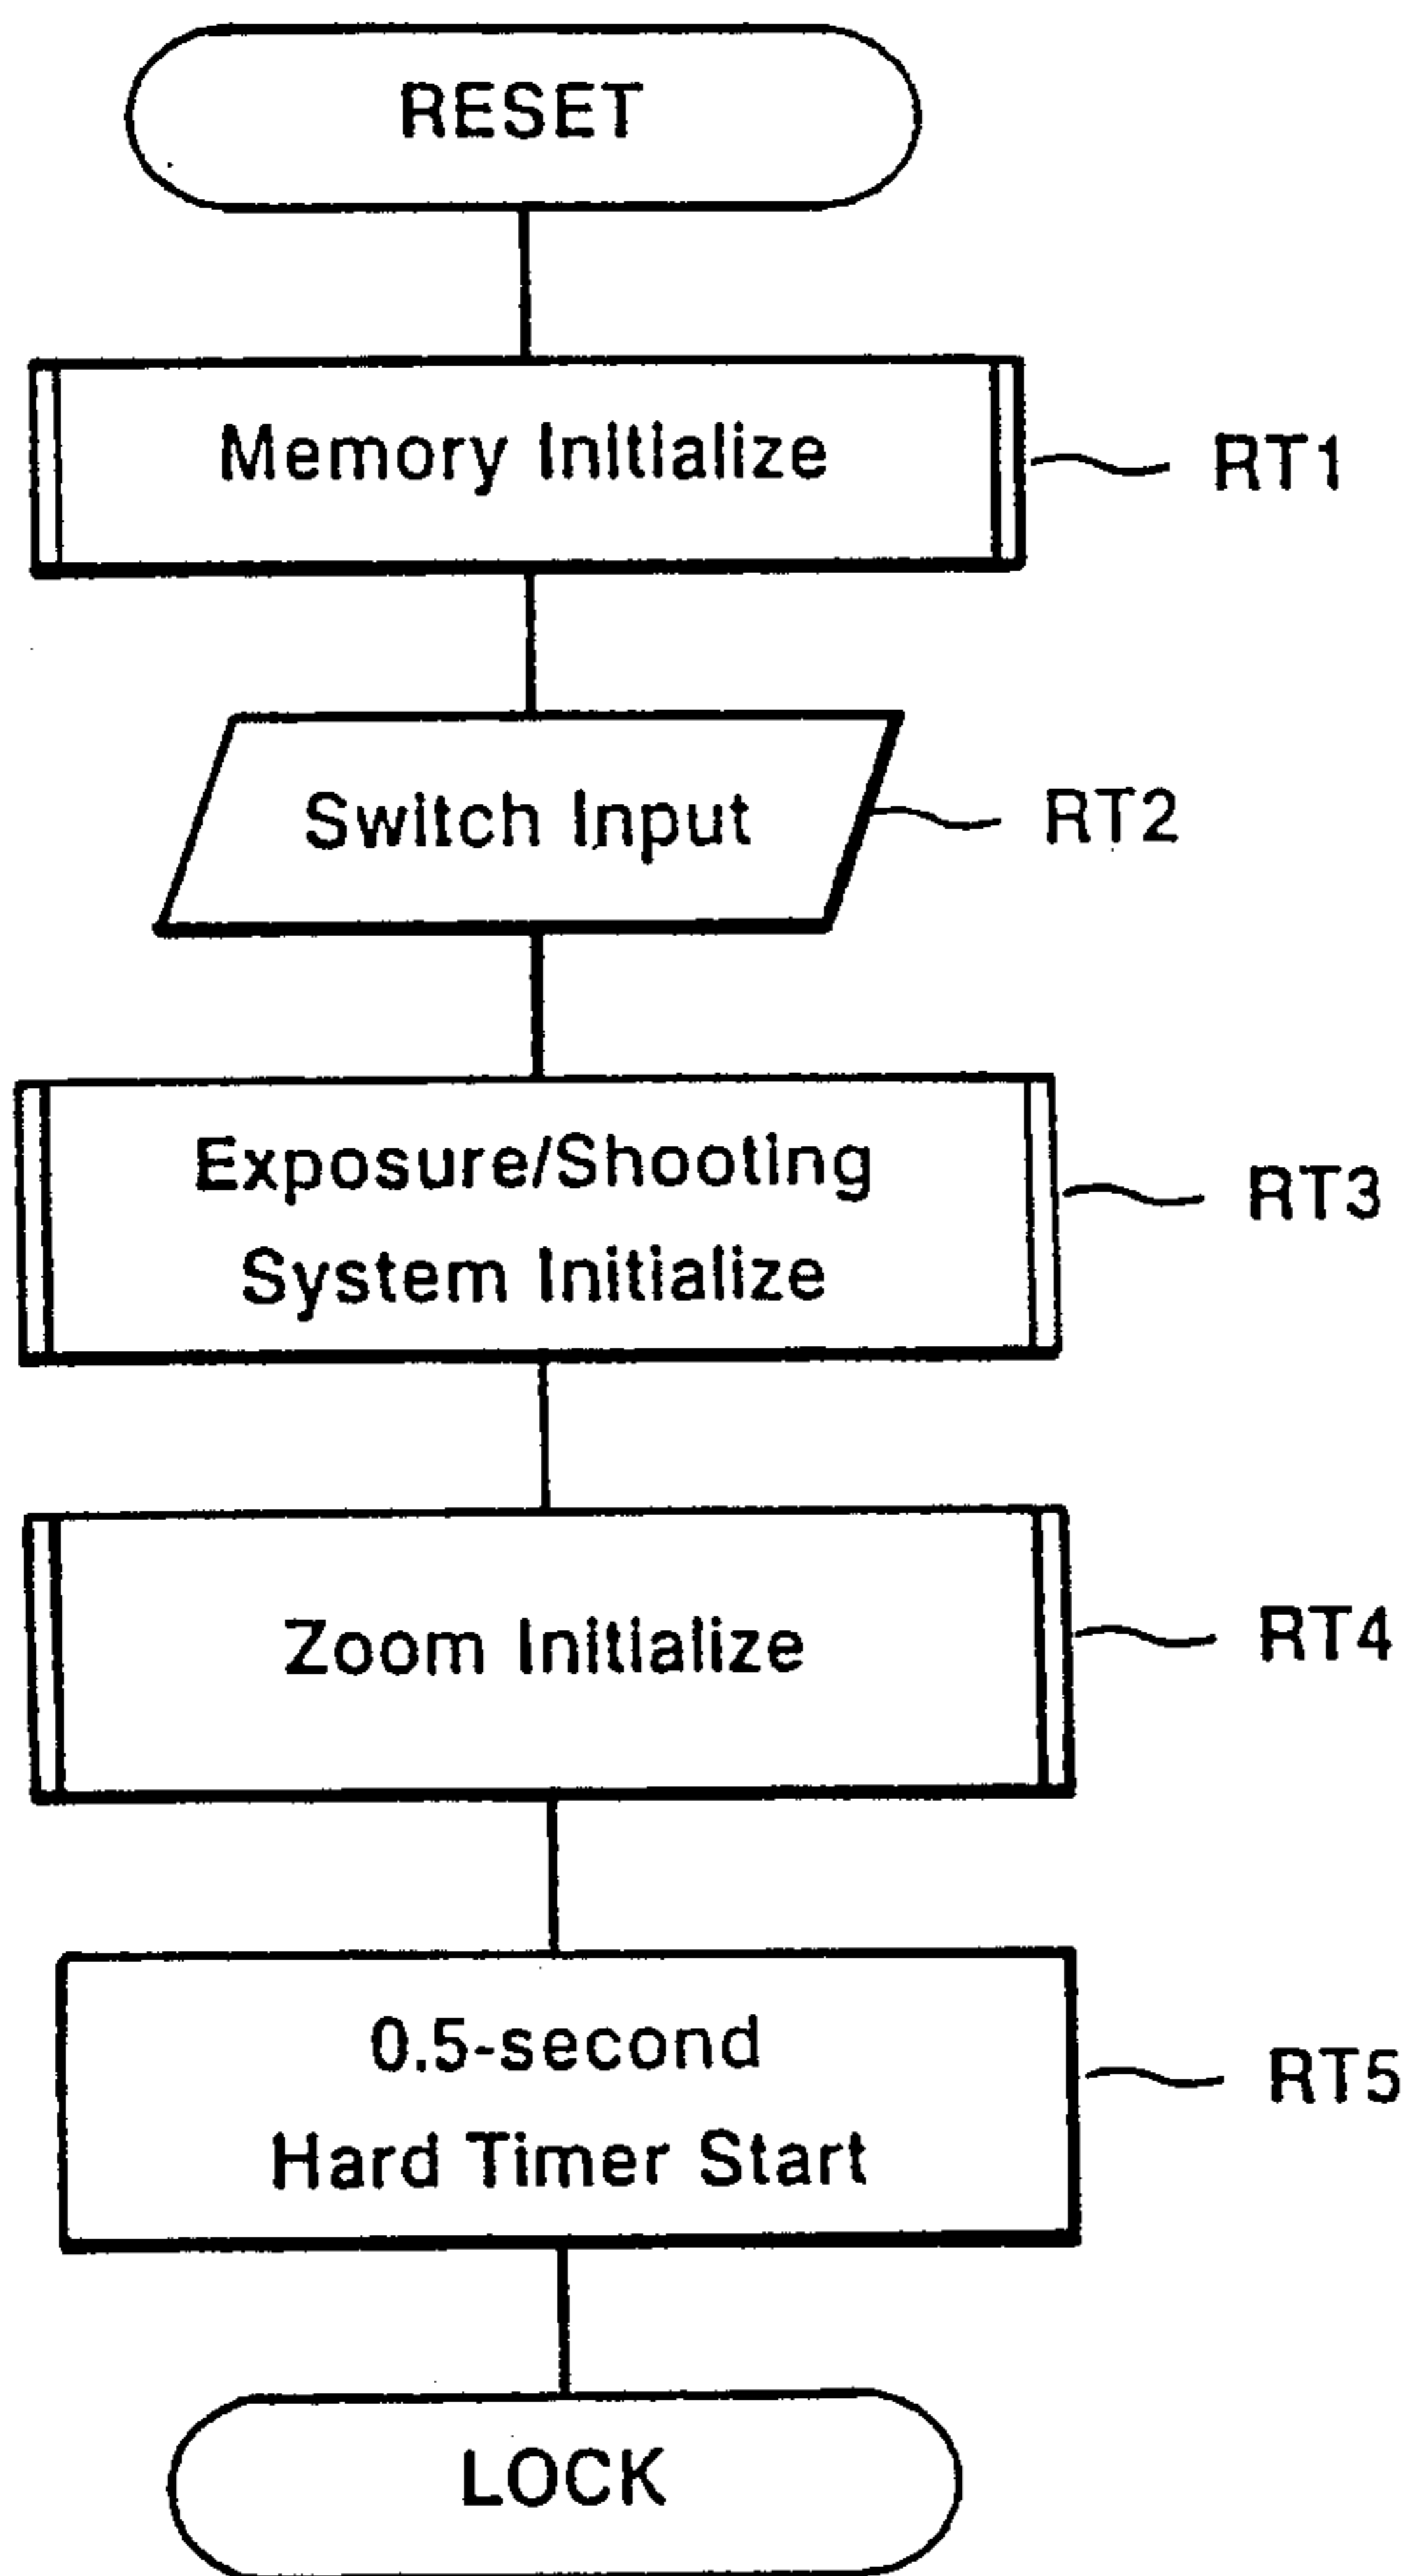 RESET
Memory Initialize
RT1
Switch Input
RT2
Exposure/Shooting
System Initialize
RT3
Zoom Initialize
RT4
0.5-second
Hard Timer Start
RT5
LOCK